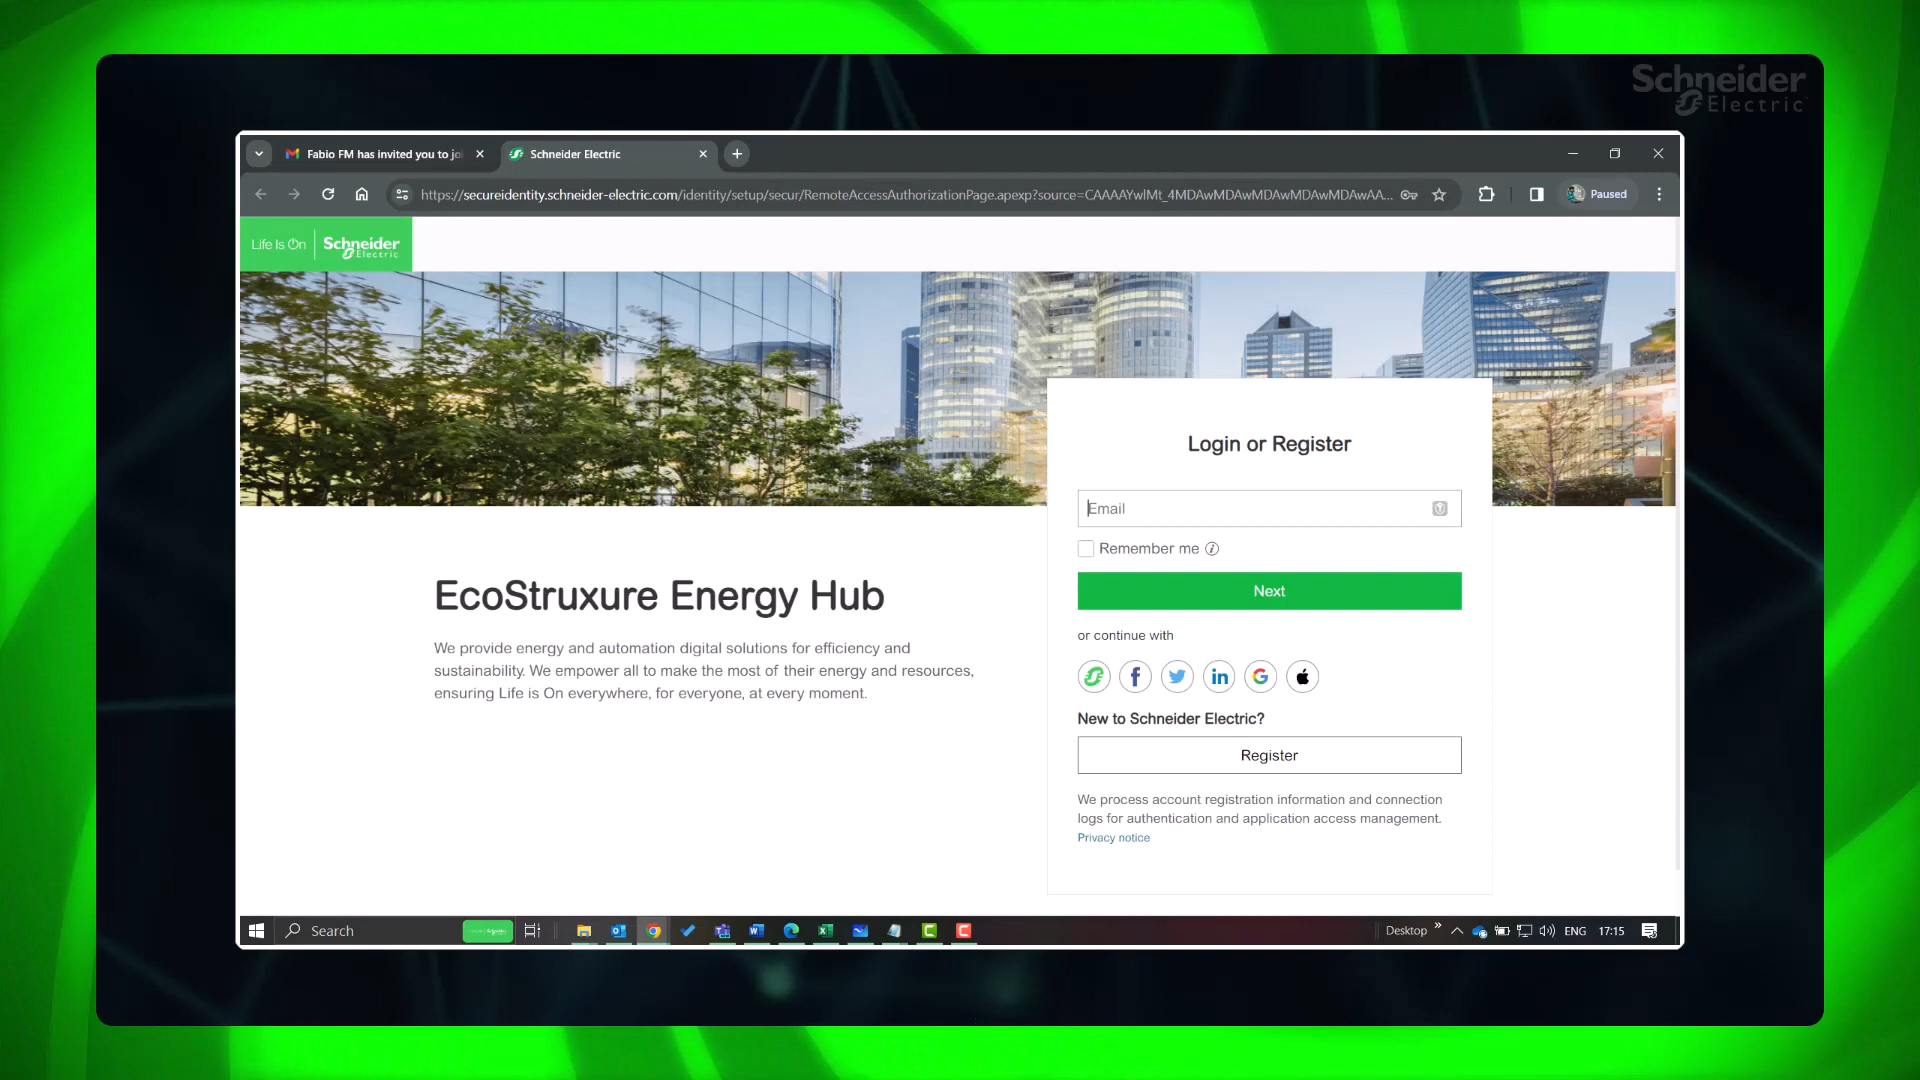 Schneider
Electric
Fabio FM has invited you to joi
Schneider Electric
https://secureidentity.schneider-electric.com/identity/setup/secur/RemoteAccessAuthorizationPage.apexp?source=CAAAAYwlMt_4MDAwMDAwMDAwMDAwMDAwAA...
Paused
Life Is On | Schneider
Electric
Login or Register
Email
Remember me
Next
EcoStruxure Energy Hub
We provide energy and automation digital solutions for efficiency and
sustainability. We empower all to make the most of their energy and resources,
ensuring Life is On everywhere, for everyone, at every moment.
or continue with
New to Schneider Electric?
Register
We process account registration information and connection
logs for authentication and application access management.
Privacy notice
Search
Desktop
ENG
17:15